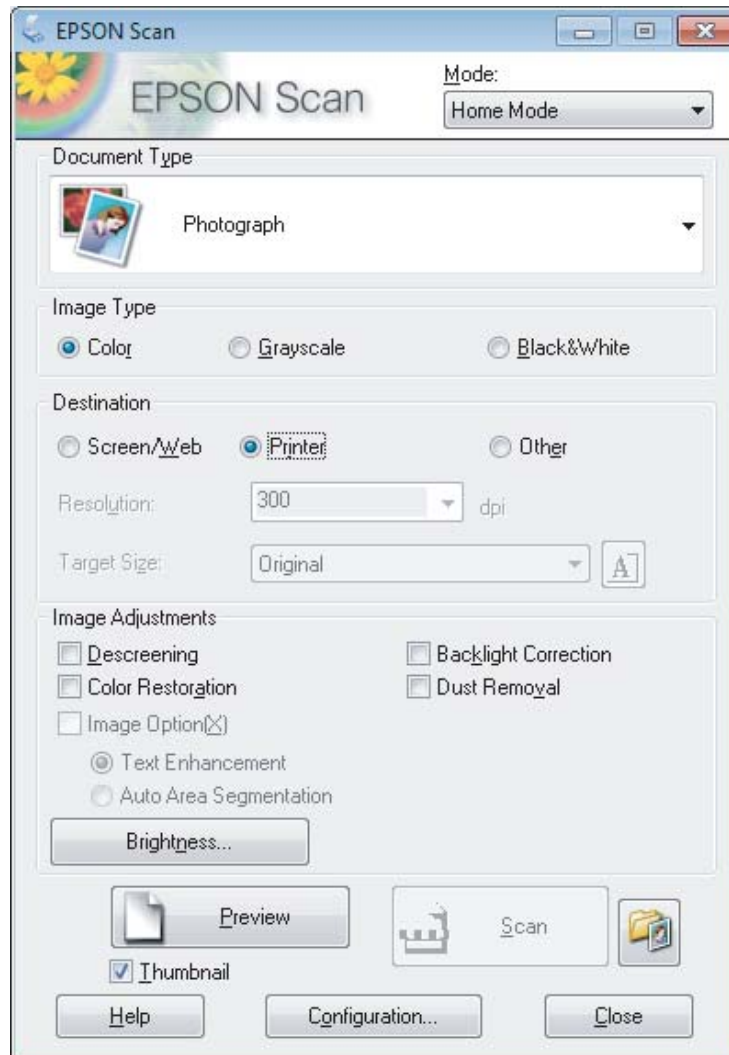 EPSON Scan
EPSON Scan
Mode:
Home Mode
Document Type
Photograph
Image Type
Color Grayscale Black&White
Destination
Screen/Web Printer Other
Resolution: 300 dpi
Target Size: Original A
Image Adjustments
Descreening Backlight Correction
Color Restoration Dust Removal
Image Option(X)
Text Enhancement
Auto Area Segmentation
Brightness...
Preview Scan
Thumbnail
Help Configuration... Close